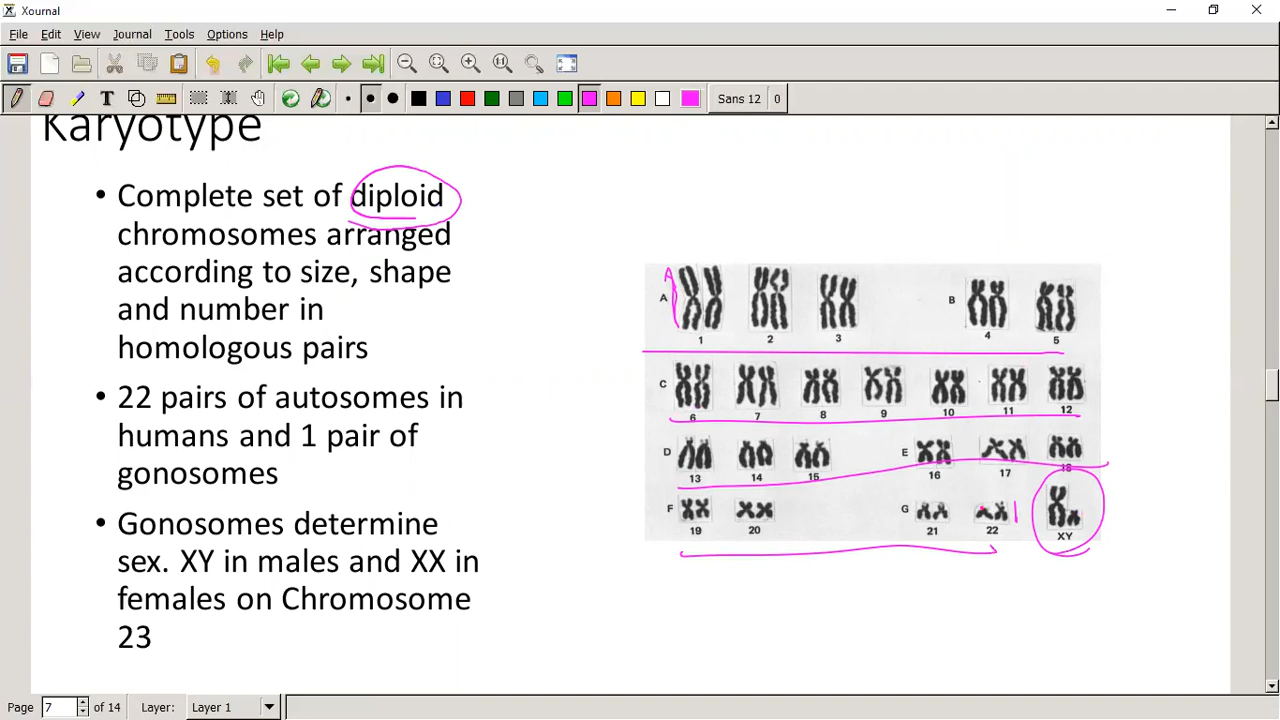 Xournal
File Edit View Journal Tools Options Help
Sans 12 0
Karyotype
• Complete set of diploid
chromosomes arranged
according to size, shape
and number in
homologous pairs
• 22 pairs of autosomes in
humans and 1 pair of
gonosomes
• Gonosomes determine
sex. XY in males and XX in
females on Chromosome
23
A B
1 2 3 4 5
C
6 7 8 9 10 11 12
D E
13 14 15 16 17 18
F G
19 20 21 22 XY
Page 7 of 14 Layer: Layer 1